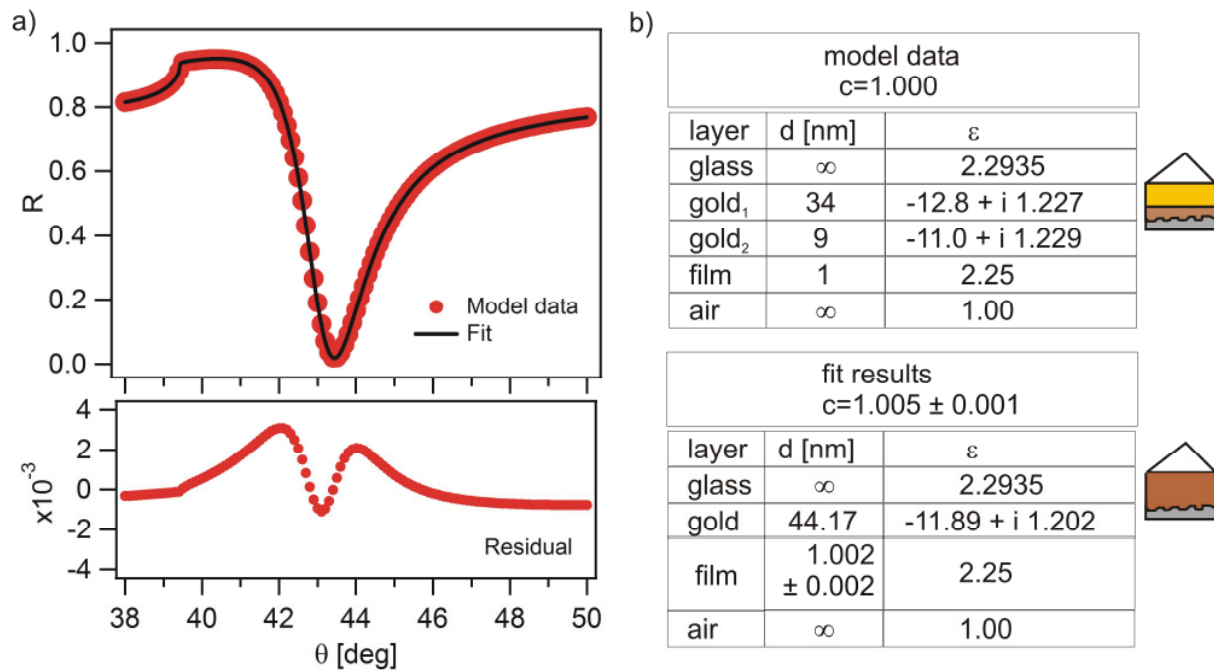 a)
1.0
0.8
0.6
0.4
0.2
0.0
R
Model data
Fit
4
2
0
-2
-4
x10⁻³
Residual
38 40 42 44 46 48 50
θ [deg]
b)
model data
c=1.000
layer d [nm] ε
glass ∞ 2.2935
gold₁ 34 -12.8 + i 1.227
gold₂ 9 -11.0 + i 1.229
film 1 2.25
air ∞ 1.00
fit results
c=1.005 ± 0.001
layer d [nm] ε
glass ∞ 2.2935
gold 44.17 -11.89 + i 1.202
film 1.002 2.25
± 0.002
air ∞ 1.00